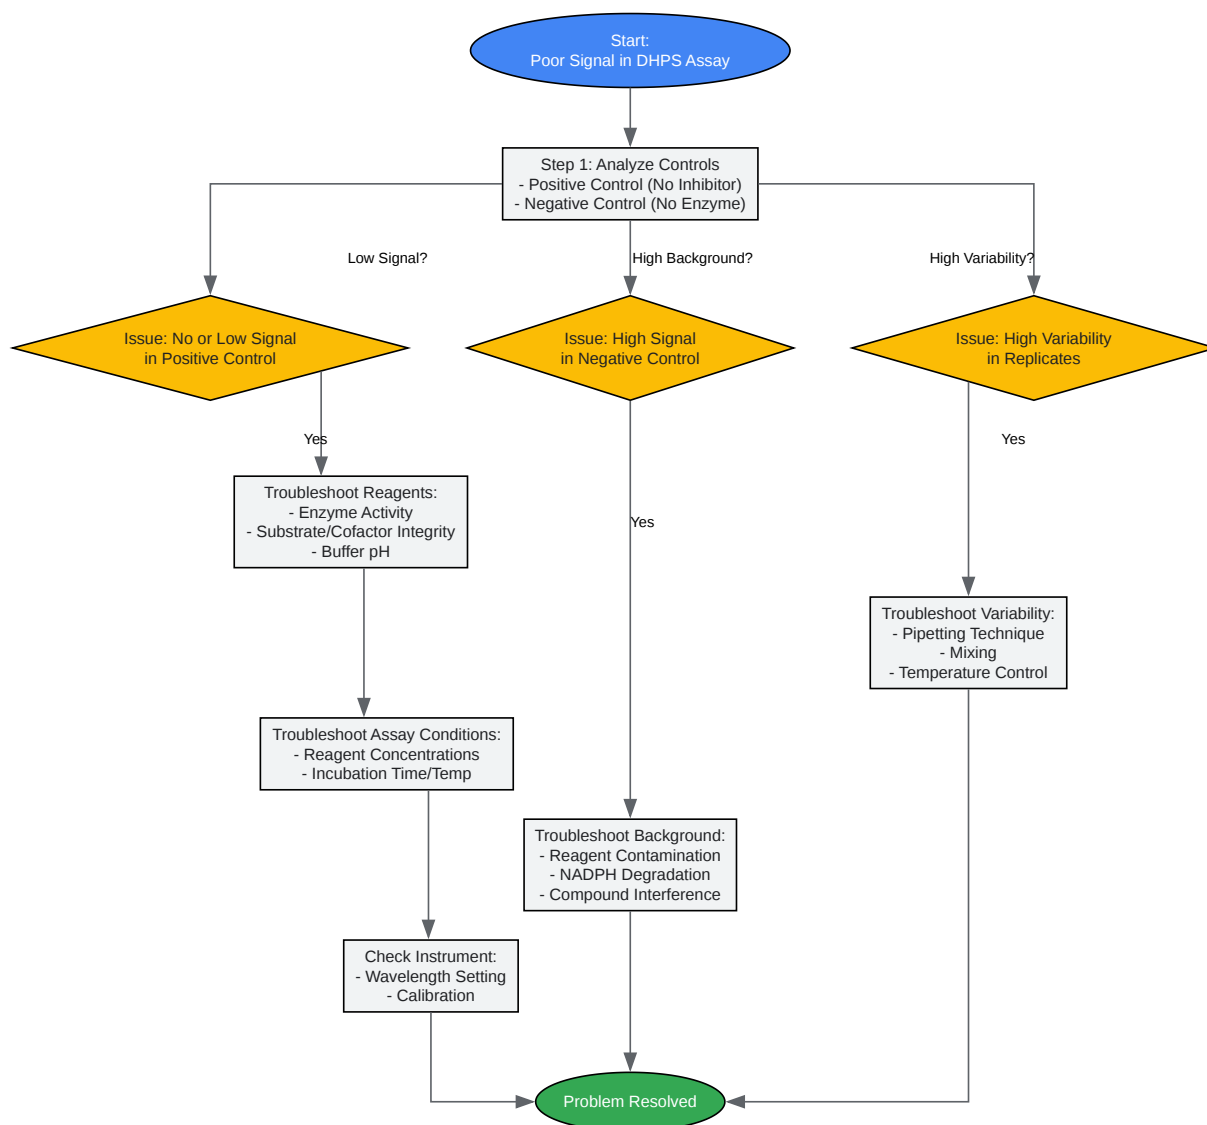 Start:
Poor Signal in DHPS Assay
Step 1: Analyze Controls
- Positive Control (No Inhibitor)
- Negative Control (No Enzyme)
Low Signal?
High Background?
High Variability?
Issue: No or Low Signal
in Positive Control
Issue: High Signal
in Negative Control
Issue: High Variability
in Replicates
Yes
Troubleshoot Reagents:
- Enzyme Activity
- Substrate/Cofactor Integrity
- Buffer pH
Yes
Yes
Troubleshoot Variability:
- Pipetting Technique
- Mixing
- Temperature Control
Troubleshoot Assay Conditions:
- Reagent Concentrations
- Incubation Time/Temp
Troubleshoot Background:
- Reagent Contamination
- NADPH Degradation
- Compound Interference
Check Instrument:
- Wavelength Setting
- Calibration
Problem Resolved